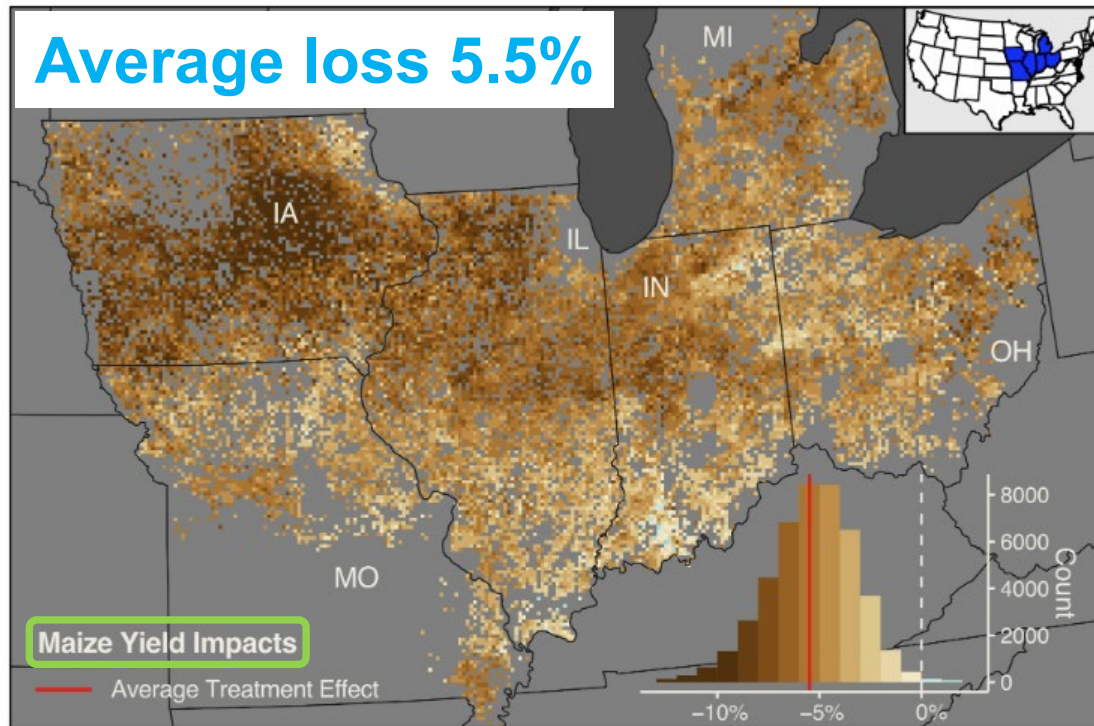 Average loss 5.5%
MI
IA
IL
IN
OH
MO
8000
6000
4000
2000
0
Count
Maize Yield Impacts
Average Treatment Effect
−10%
−5%
0%